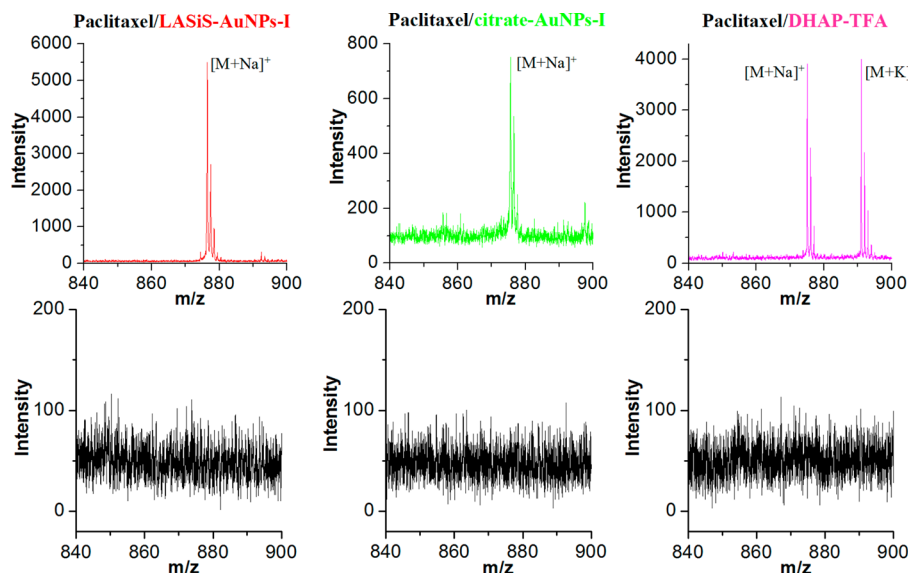 Paclitaxel/LASiS-AuNPs-I
Paclitaxel/citrate-AuNPs-I
Paclitaxel/DHAP-TFA
6000
5000
4000
3000
2000
1000
0
Intensity
[M+Na]+
840
860
880
900
m/z
800
600
400
200
0
Intensity
[M+Na]+
840
860
880
900
m/z
4000
3000
2000
1000
0
Intensity
[M+Na]+
[M+K]
840
860
880
900
m/z
200
100
0
Intensity
840
860
880
900
m/z
200
100
0
Intensity
840
860
880
900
m/z
200
100
0
Intensity
840
860
880
900
m/z